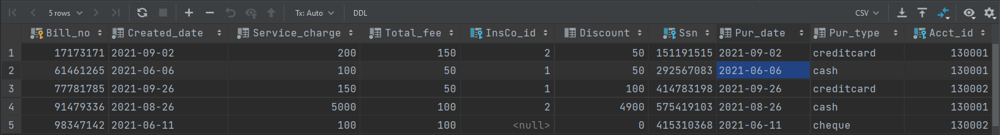 5 rows Tx: Auto DDL CSV
Bill_no Created_date Service_charge Total_fee InsCo_id Discount Ssn Pur_date Pur_type Acct_id
1 17173171 2021-09-02 200 150 2 50 151191515 2021-09-02 creditcard 130001
2 61461265 2021-06-06 100 50 1 50 292567083 2021-06-06 cash 130001
3 77781785 2021-09-26 150 50 1 100 414783198 2021-09-26 creditcard 130002
4 91479336 2021-08-26 5000 100 2 4900 575419103 2021-08-26 cash 130001
5 98347142 2021-06-11 100 100 <null> 0 415310368 2021-06-11 cheque 130002